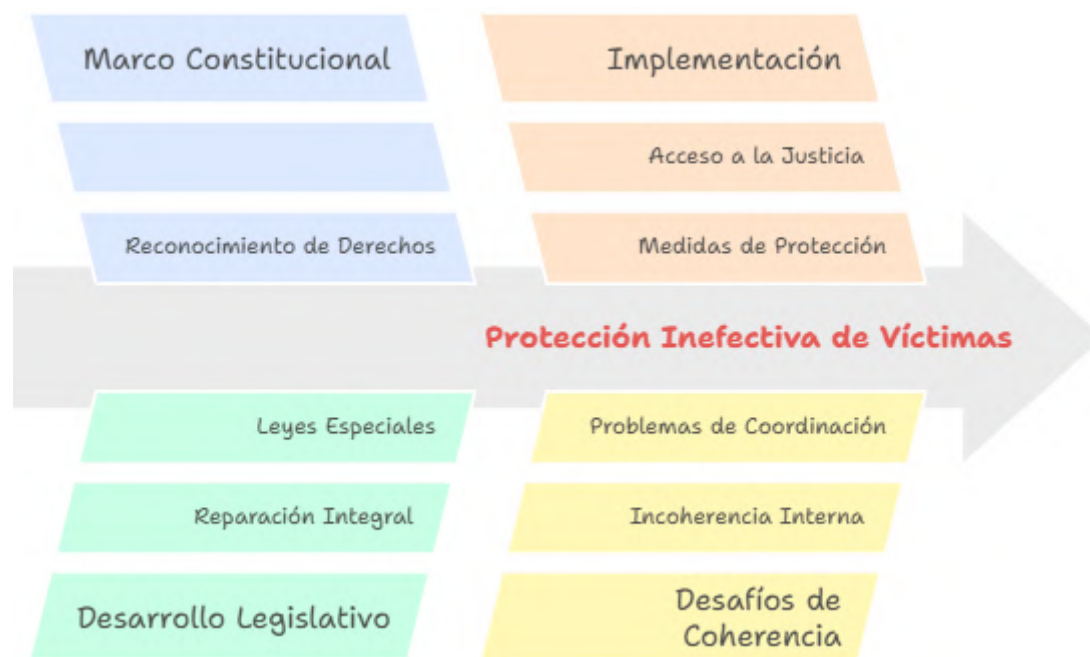 Marco Constitucional
Implementación
Acceso a la Justicia
Reconocimiento de Derechos
Medidas de Protección
Protección Inefectiva de Víctimas
Leyes Especiales
Problemas de Coordinación
Reparación Integral
Incoherencia Interna
Desarrollo Legislativo
Desafíos de
Coherencia